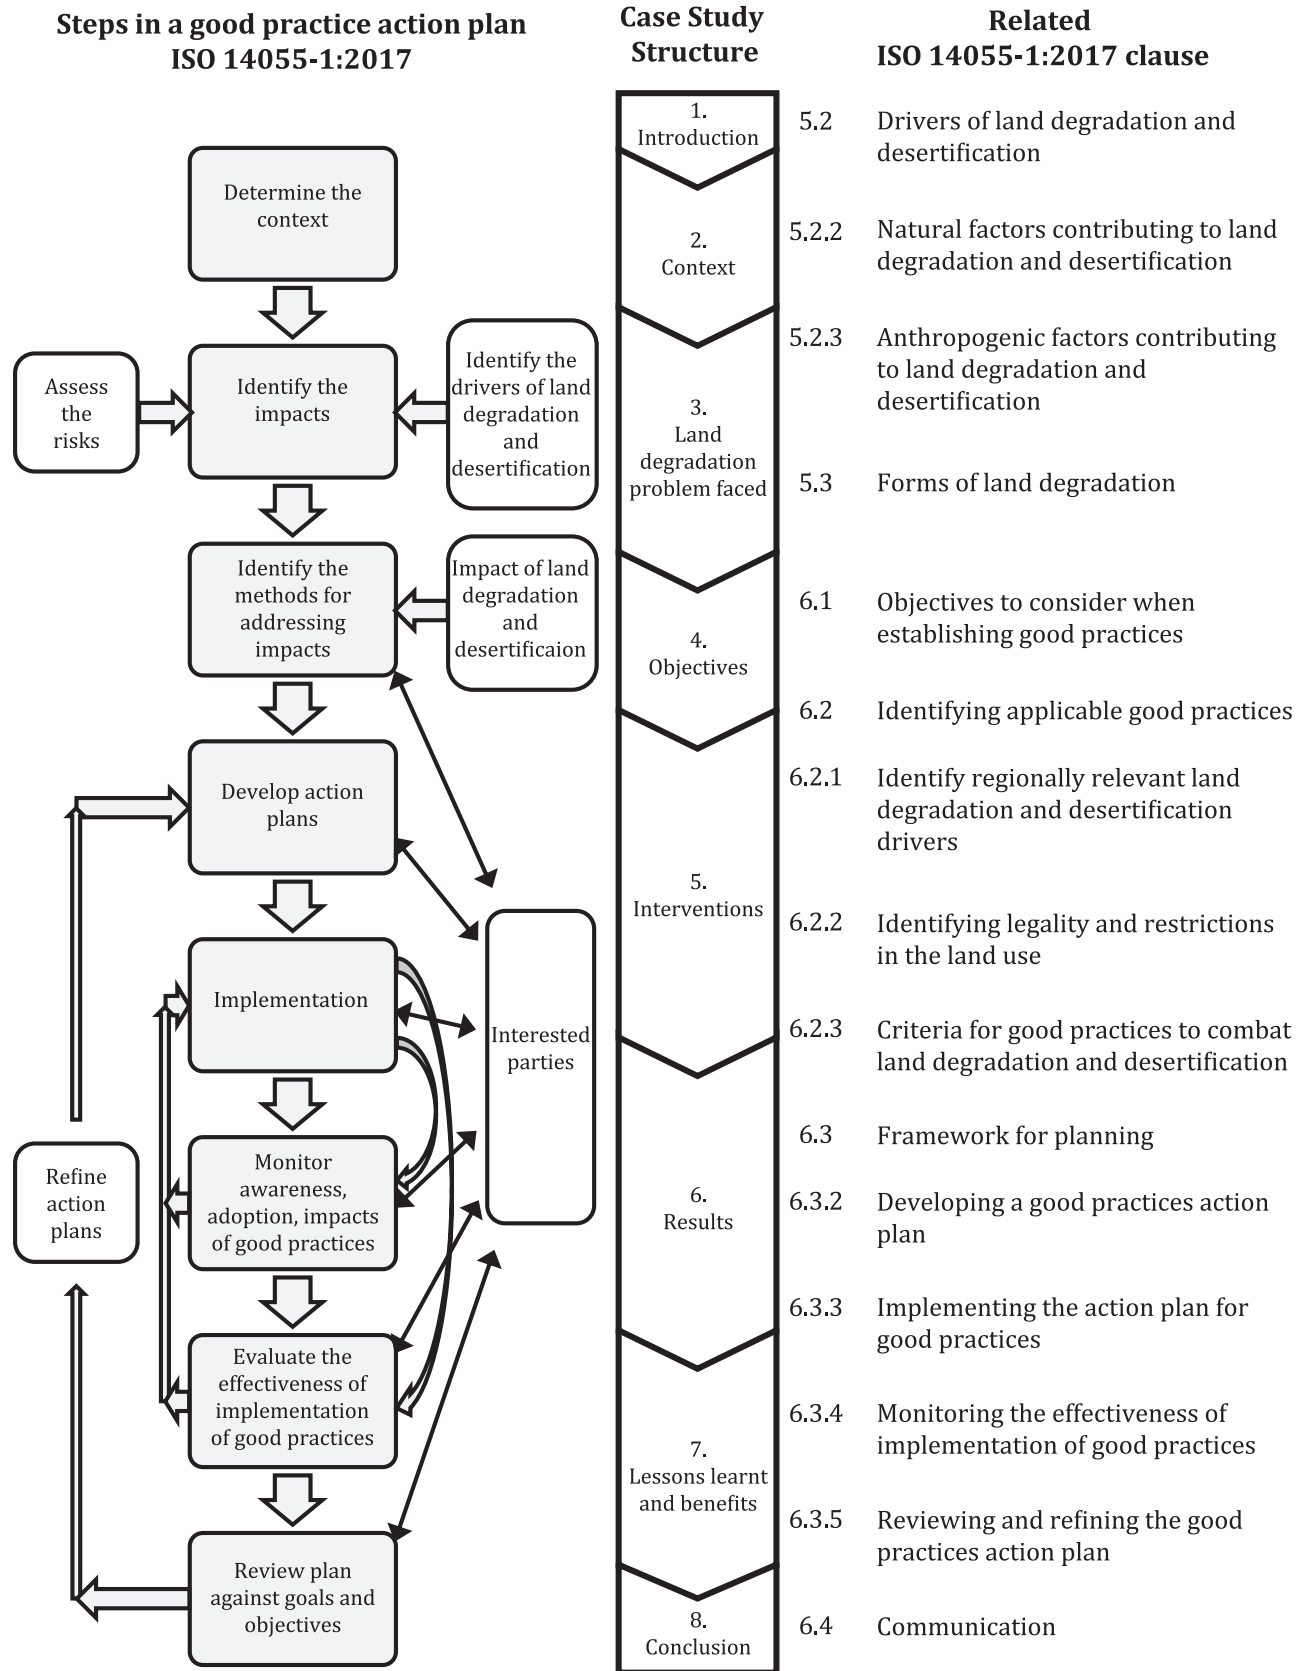 Steps in a good practice action plan
ISO 14055-1:2017
Determine the
context
Assess
the
risks
Identify the
impacts
Identify the
drivers of land
degradation
and
desertification
Identify the
methods for
addressing
impacts
Impact of land
degradation
and
desertificaion
Develop action
plans
Implementation
Interested
parties
Refine
action
plans
Monitor
awareness,
adoption, impacts
of good practices
Evaluate the
effectiveness of
implementation
of good practices
Review plan
against goals and
objectives
Case Study
Structure
1.
Introduction
2.
Context
3.
Land
degradation
problem faced
4.
Objectives
5.
Interventions
6.
Results
7.
Lessons learnt
and benefits
8.
Conclusion
Related
ISO 14055-1:2017 clause
5.2 Drivers of land degradation and
desertification
5.2.2 Natural factors contributing to land
degradation and desertification
5.2.3 Anthropogenic factors contributing
to land degradation and
desertification
5.3 Forms of land degradation
6.1 Objectives to consider when
establishing good practices
6.2 Identifying applicable good practices
6.2.1 Identify regionally relevant land
degradation and desertification
drivers
6.2.2 Identifying legality and restrictions
in the land use
6.2.3 Criteria for good practices to combat
land degradation and desertification
6.3 Framework for planning
6.3.2 Developing a good practices action
plan
6.3.3 Implementing the action plan for
good practices
6.3.4 Monitoring the effectiveness of
implementation of good practices
6.3.5 Reviewing and refining the good
practices action plan
6.4 Communication